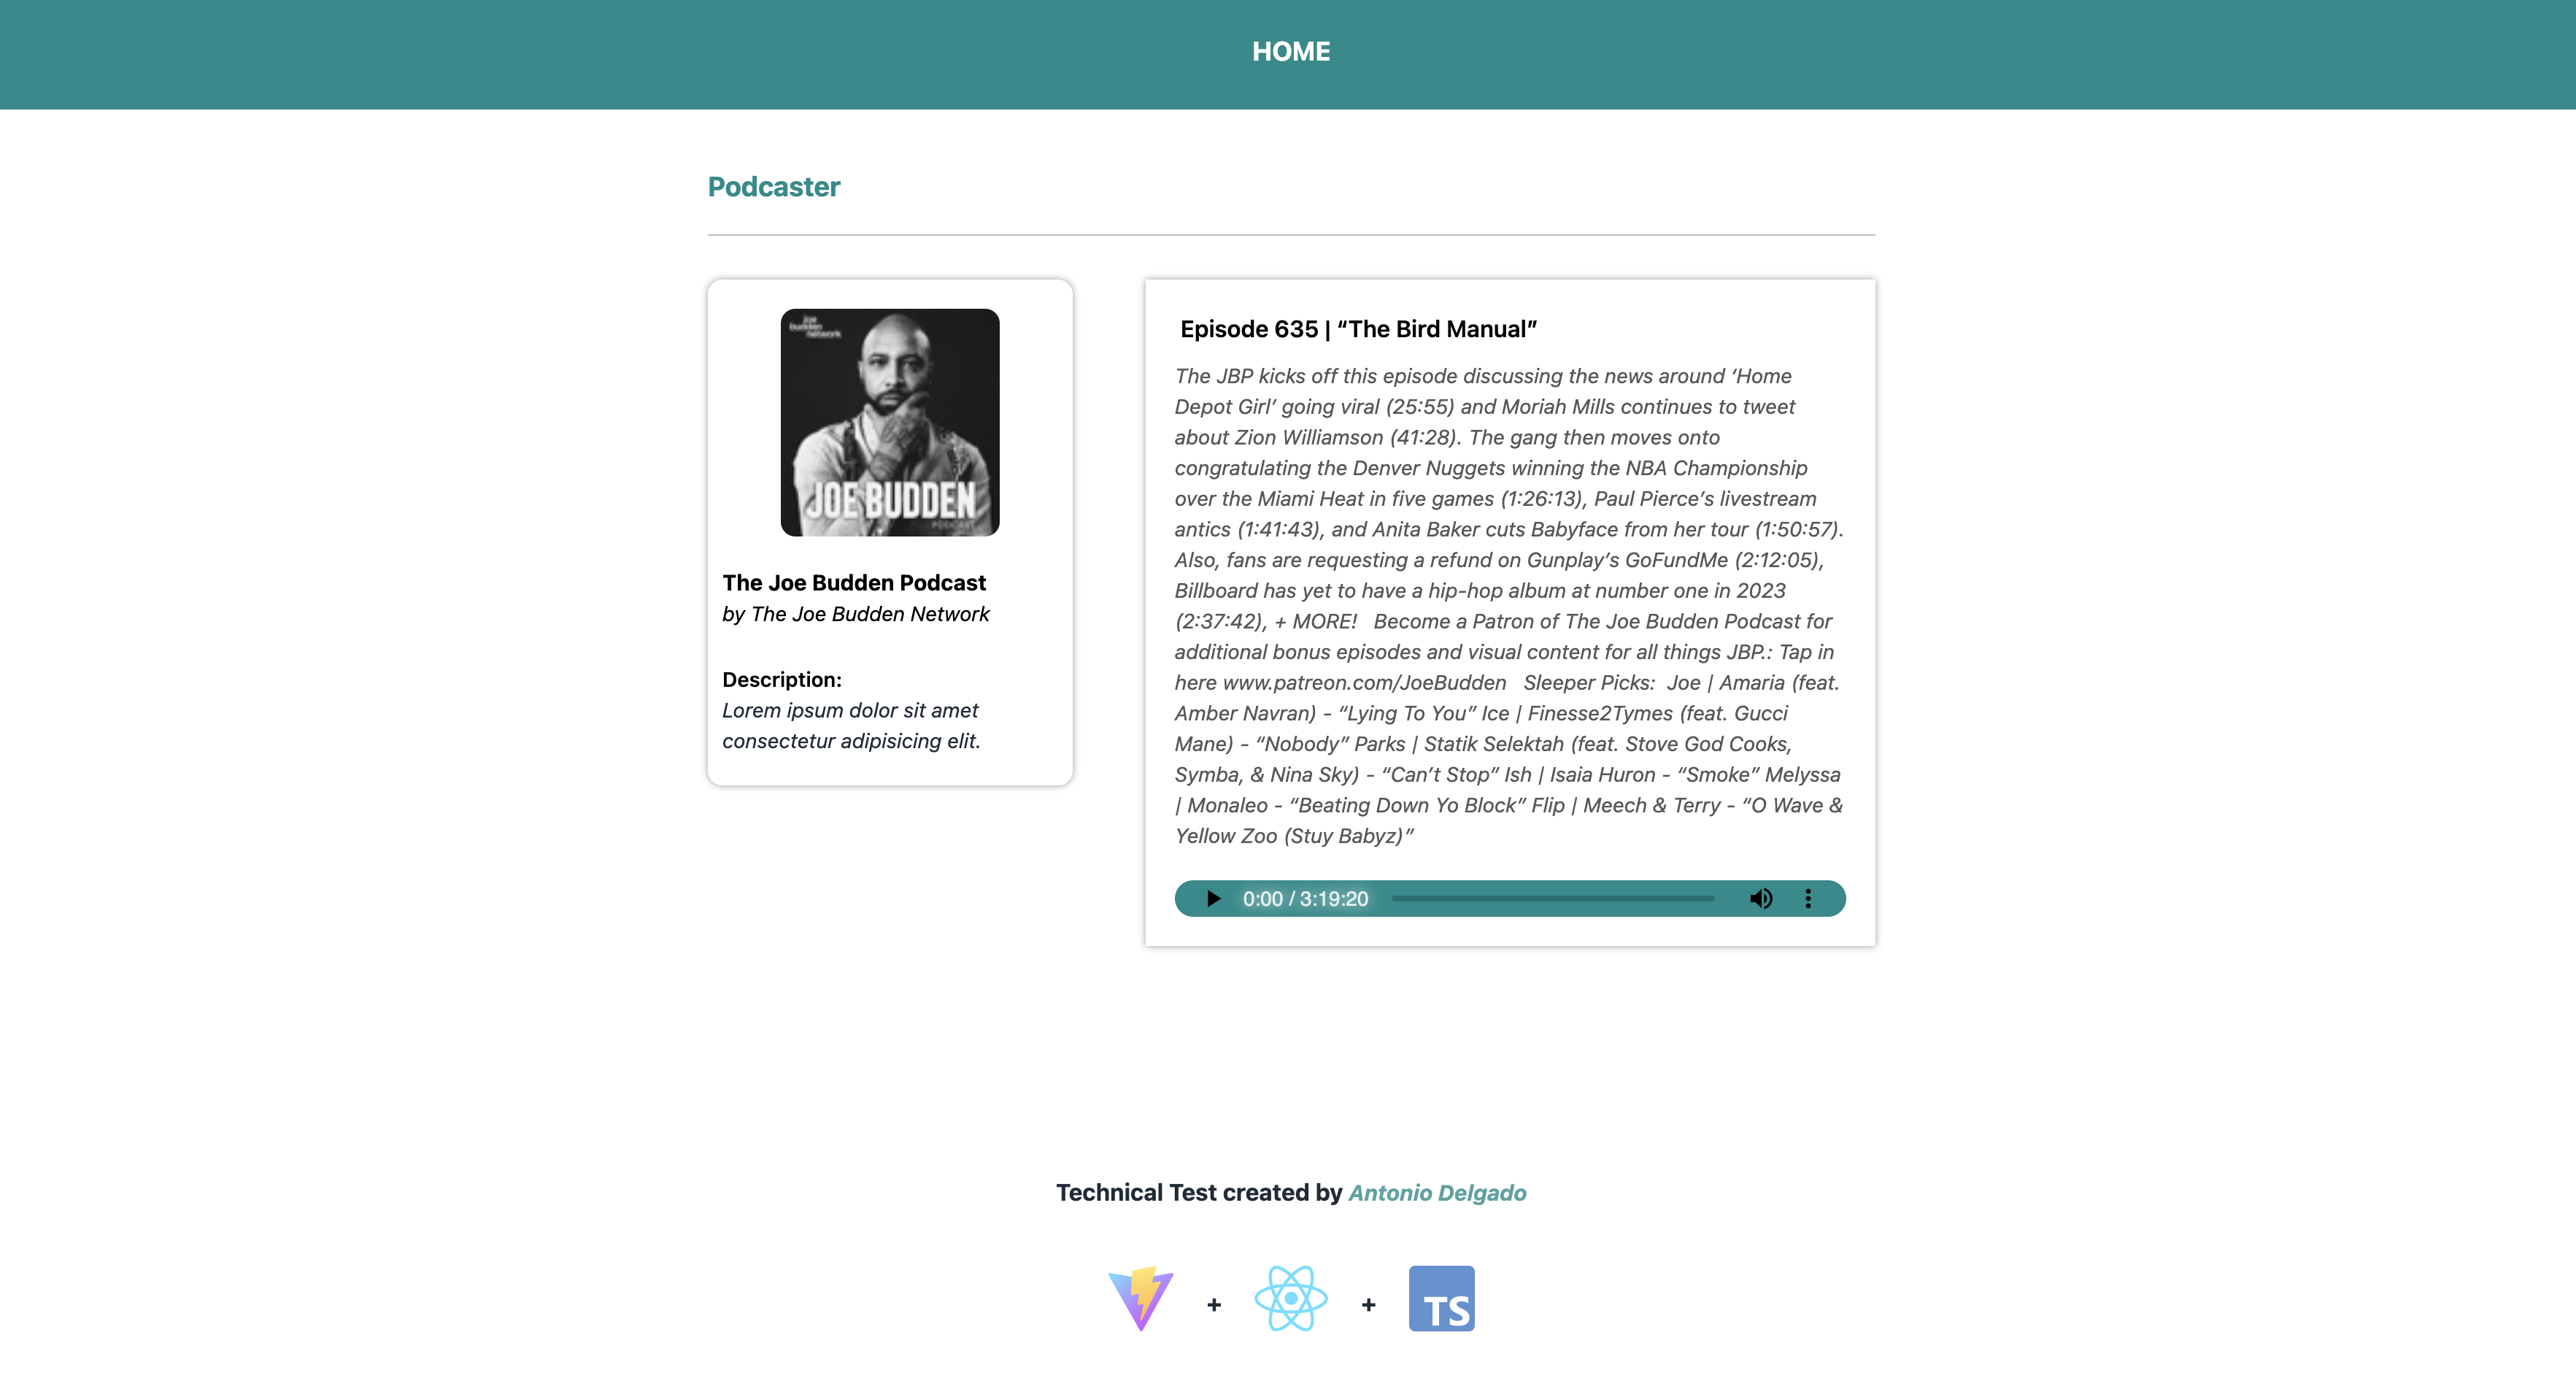 HOME
Podcaster
joe
budden
network
JOE BUDDEN
PODCAST
The Joe Budden Podcast
by The Joe Budden Network
Description:
Lorem ipsum dolor sit amet
consectetur adipisicing elit.
Episode 635 | “The Bird Manual”
The JBP kicks off this episode discussing the news around ‘Home
Depot Girl’ going viral (25:55) and Moriah Mills continues to tweet
about Zion Williamson (41:28). The gang then moves onto
congratulating the Denver Nuggets winning the NBA Championship
over the Miami Heat in five games (1:26:13), Paul Pierce’s livestream
antics (1:41:43), and Anita Baker cuts Babyface from her tour (1:50:57).
Also, fans are requesting a refund on Gunplay’s GoFundMe (2:12:05),
Billboard has yet to have a hip-hop album at number one in 2023
(2:37:42), + MORE!   Become a Patron of The Joe Budden Podcast for
additional bonus episodes and visual content for all things JBP.: Tap in
here www.patreon.com/JoeBudden   Sleeper Picks:  Joe | Amaria (feat.
Amber Navran) - “Lying To You” Ice | Finesse2Tymes (feat. Gucci
Mane) - “Nobody” Parks | Statik Selektah (feat. Stove God Cooks,
Symba, & Nina Sky) - “Can’t Stop” Ish | Isaia Huron - “Smoke” Melyssa
| Monaleo - “Beating Down Yo Block” Flip | Meech & Terry - “O Wave &
Yellow Zoo (Stuy Babyz)”
0:00 / 3:19:20
Technical Test created by Antonio Delgado
+ + TS